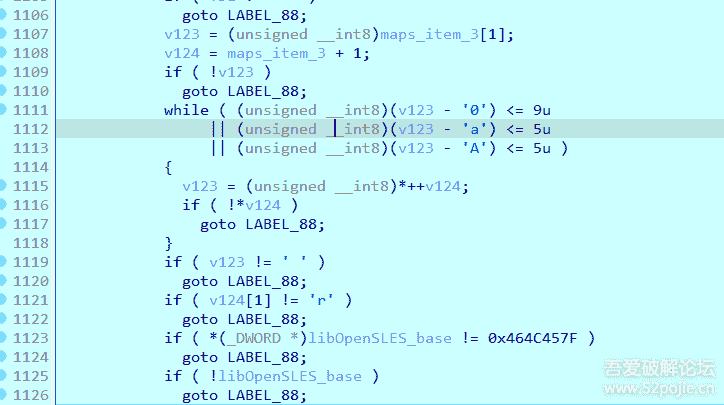 1106 goto LABEL_88;
1107 v123 = (unsigned __int8)maps_item_3[1];
1108 v124 = maps_item_3 + 1;
1109 if ( !v123 )
1110 goto LABEL_88;
1111 while ( (unsigned __int8)(v123 - '0') <= 9u
1112 || (unsigned __int8)(v123 - 'a') <= 5u
1113 || (unsigned __int8)(v123 - 'A') <= 5u )
1114 {
1115 v123 = (unsigned __int8)*++v124;
1116 if ( !*v124 )
1117 goto LABEL_88;
1118 }
1119 if ( v123 != ' ' )
1120 goto LABEL_88;
1121 if ( v124[1] != 'r' )
1122 goto LABEL_88;
1123 if ( *(_DWORD *)libOpenSLES_base != 0x464C457F )
1124 goto LABEL_88;
1125 if ( !libOpenSLES_base )
1126 goto LABEL_88;
吾爱破解论坛
www.52pojie.cn